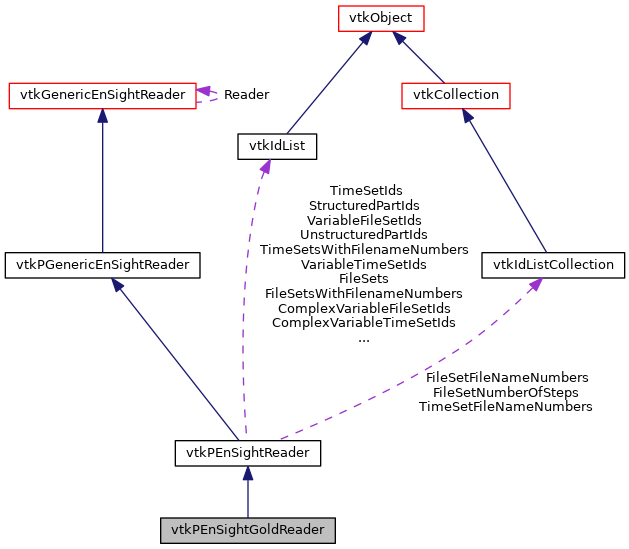 vtkObject
vtkGenericEnSightReader
Reader
vtkCollection
vtkIdList
TimeSetIds
StructuredPartIds
VariableFileSetIds
UnstructuredPartIds
TimeSetsWithFilenameNumbers
VariableTimeSetIds
FileSets
FileSetsWithFilenameNumbers
ComplexVariableFileSetIds
ComplexVariableTimeSetIds
...
vtkPGenericEnSightReader
vtkIdListCollection
FileSetFileNameNumbers
FileSetNumberOfSteps
TimeSetFileNameNumbers
vtkPEnSightReader
vtkPEnSightGoldReader